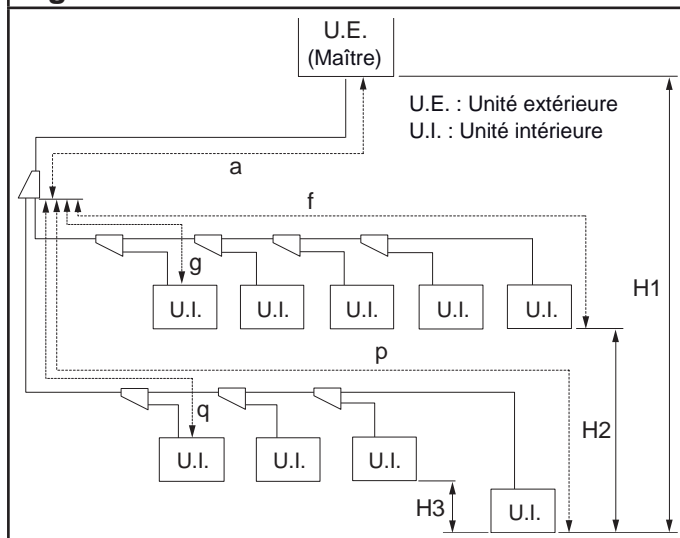 U.E.
(Maître)
U.E. : Unité extérieure
U.I. : Unité intérieure
a
f
g
H1
U.I.
U.I.
U.I.
U.I.
U.I.
p
q
H2
U.I.
U.I.
U.I.
H3
U.I.